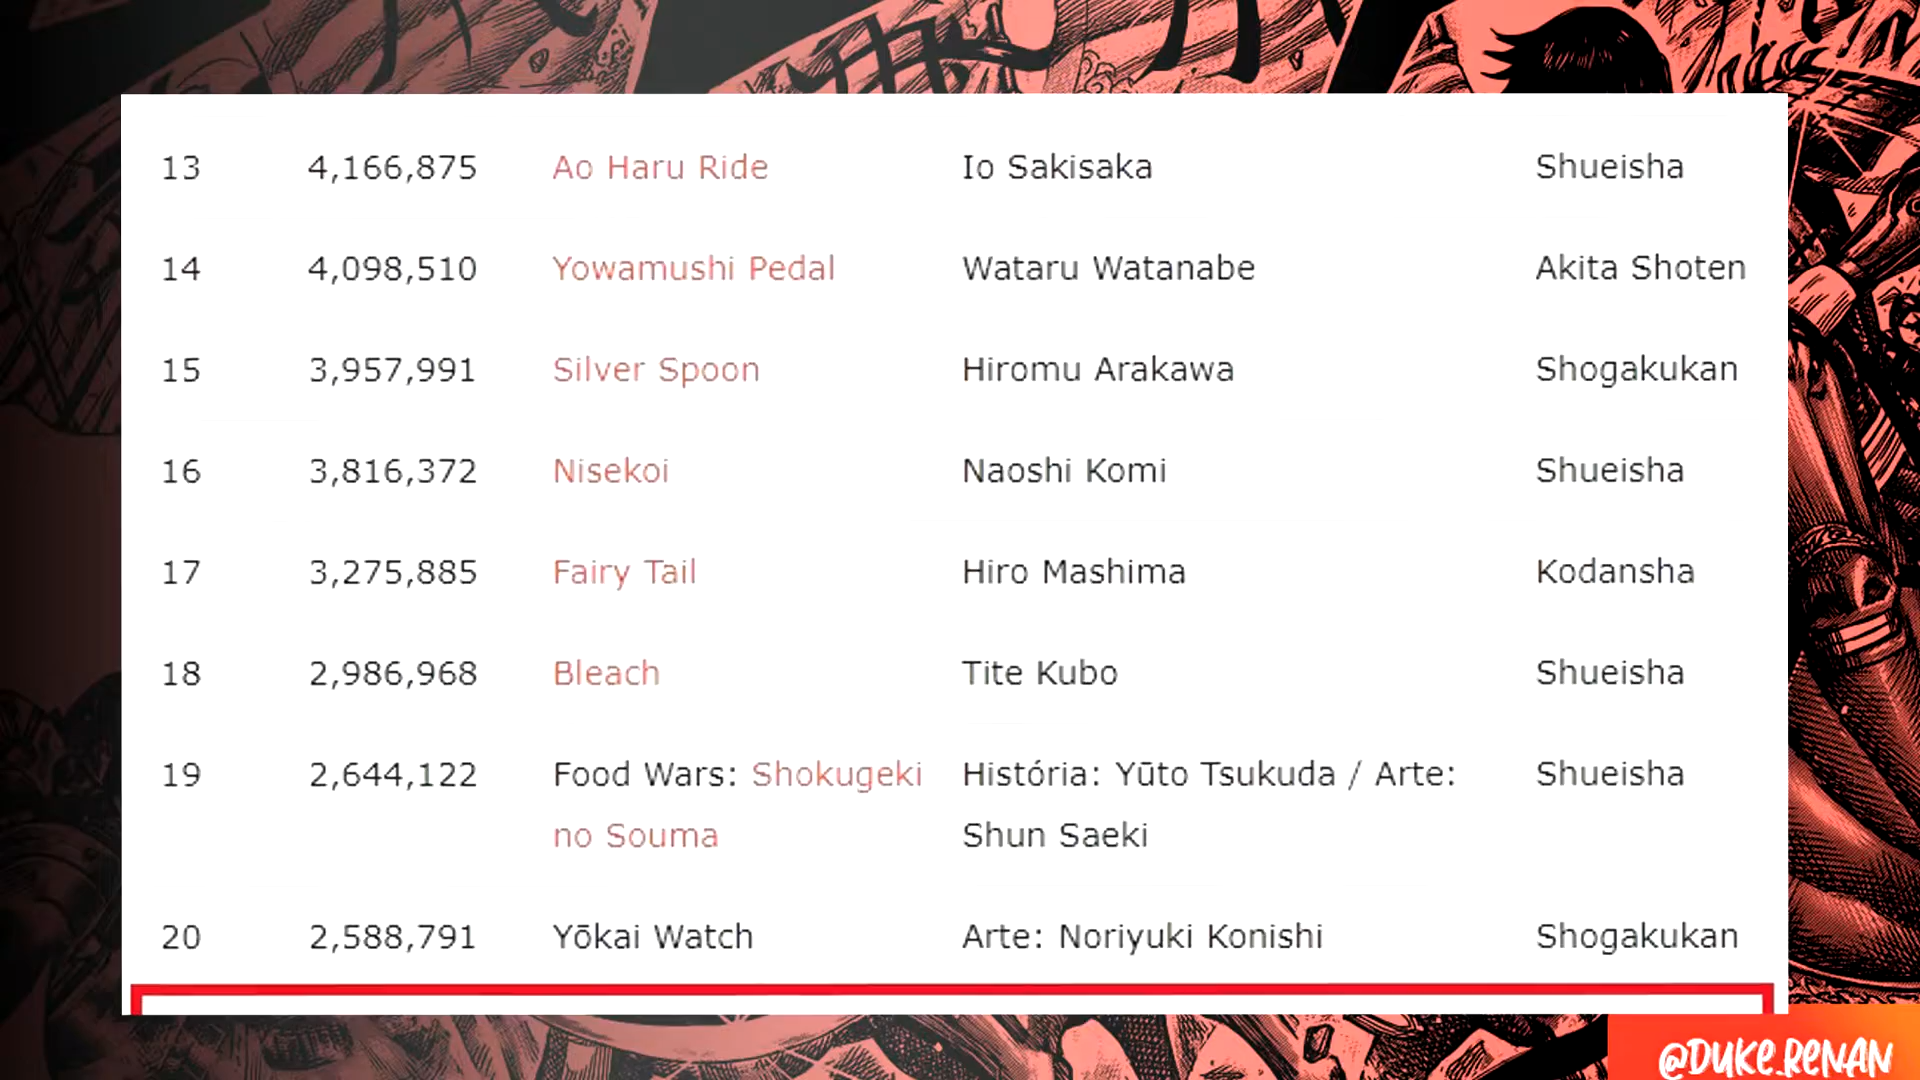 13 4,166,875 Ao Haru Ride Io Sakisaka Shueisha
14 4,098,510 Yowamushi Pedal Wataru Watanabe Akita Shoten
15 3,957,991 Silver Spoon Hiromu Arakawa Shogakukan
16 3,816,372 Nisekoi Naoshi Komi Shueisha
17 3,275,885 Fairy Tail Hiro Mashima Kodansha
18 2,986,968 Bleach Tite Kubo Shueisha
19 2,644,122 Food Wars: Shokugeki História: Yūto Tsukuda / Arte: Shueisha
no Souma Shun Saeki
20 2,588,791 Yōkai Watch Arte: Noriyuki Konishi Shogakukan
@DUKE.RENAN